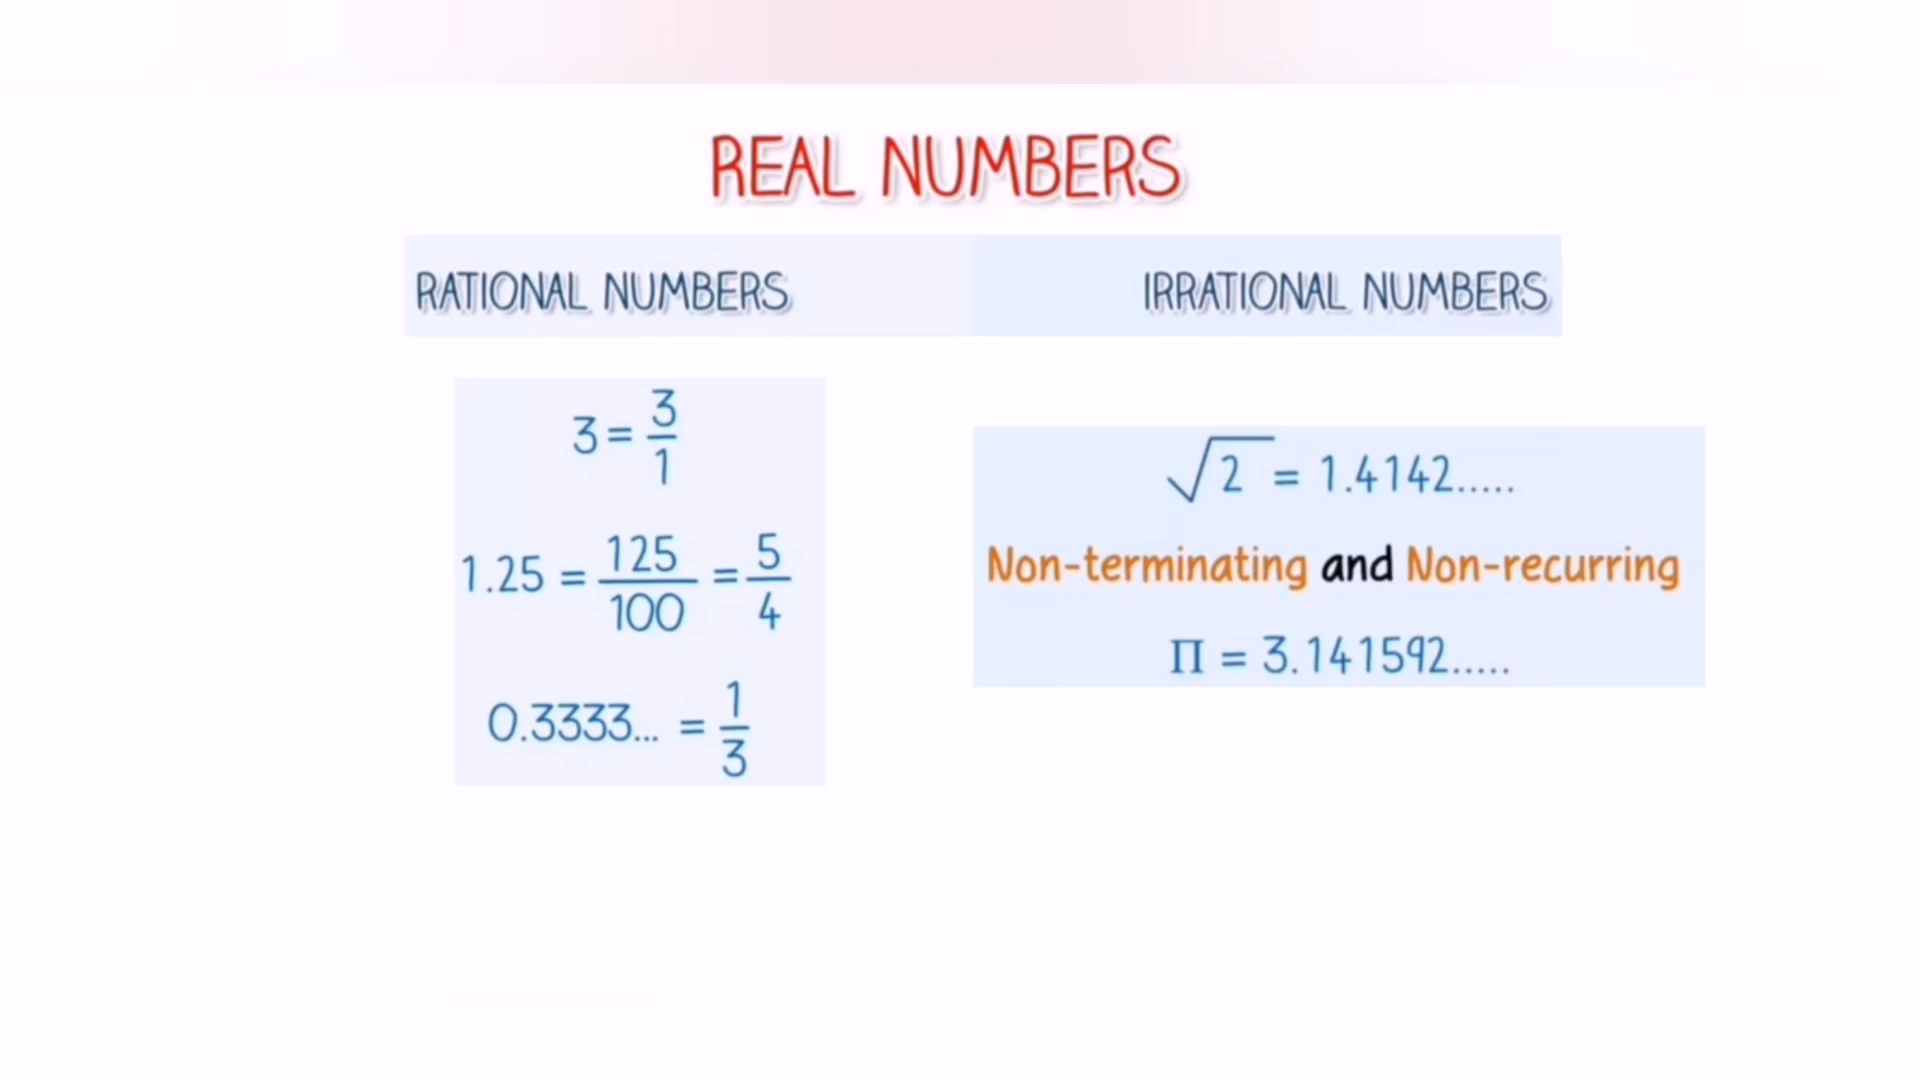 REAL NUMBERS
RATIONAL NUMBERS
3 = 3/1
1.25 = 125/100 = 5/4
0.3333... = 1/3
IRRATIONAL NUMBERS
√2 = 1.4142.....
Non-terminating and Non-recurring
Π = 3.141592.....